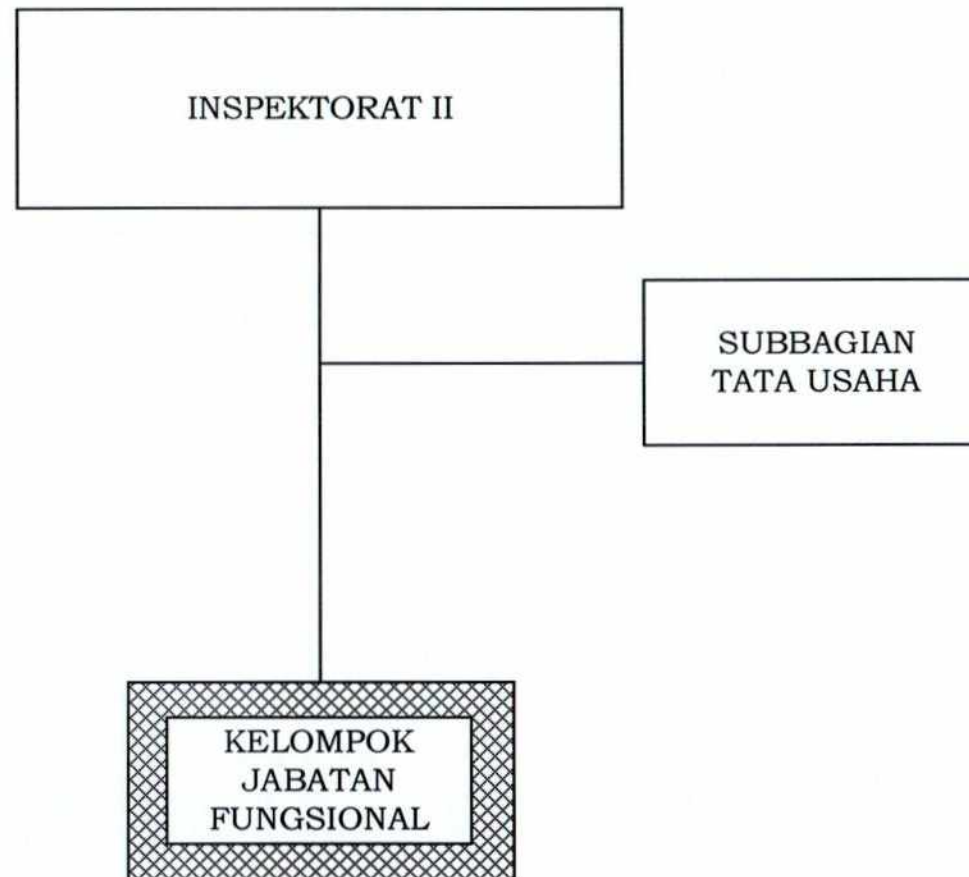 INSPEKTORAT II
SUBBAGIAN
TATA USAHA
KELOMPOK
JABATAN
FUNGSIONAL